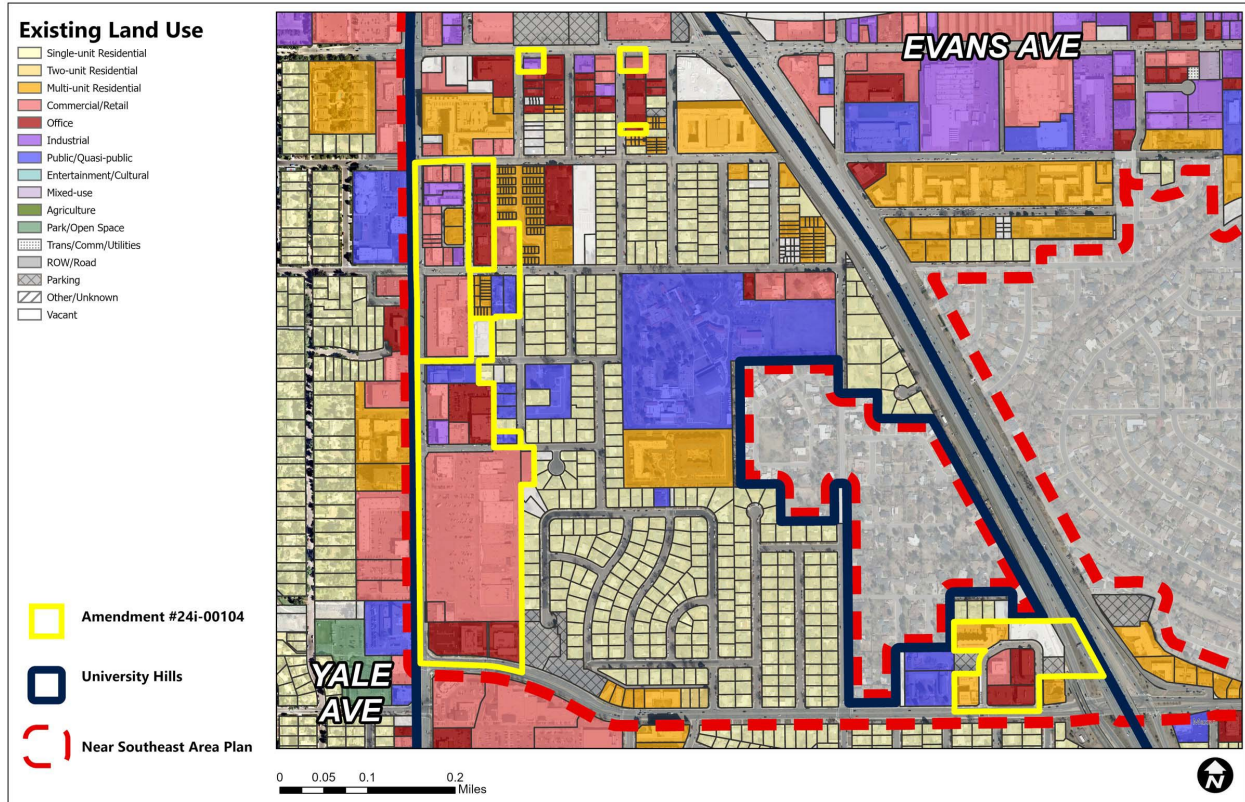 Existing Land Use
Single-unit Residential
Two-unit Residential
Multi-unit Residential
Commercial/Retail
Office
Industrial
Public/Quasi-public
Entertainment/Cultural
Mixed-use
Agriculture
Park/Open Space
Trans/Comm/Utilities
ROW/Road
Parking
Other/Unknown
Vacant
Amendment #24i-00104
University Hills
Near Southeast Area Plan
EVANS AVE
YALE
AVE
0 0.05 0.1 0.2
Miles
N